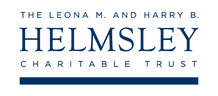 THE LEONA M. AND HARRY B.
HELMSLEY
CHARITABLE TRUST